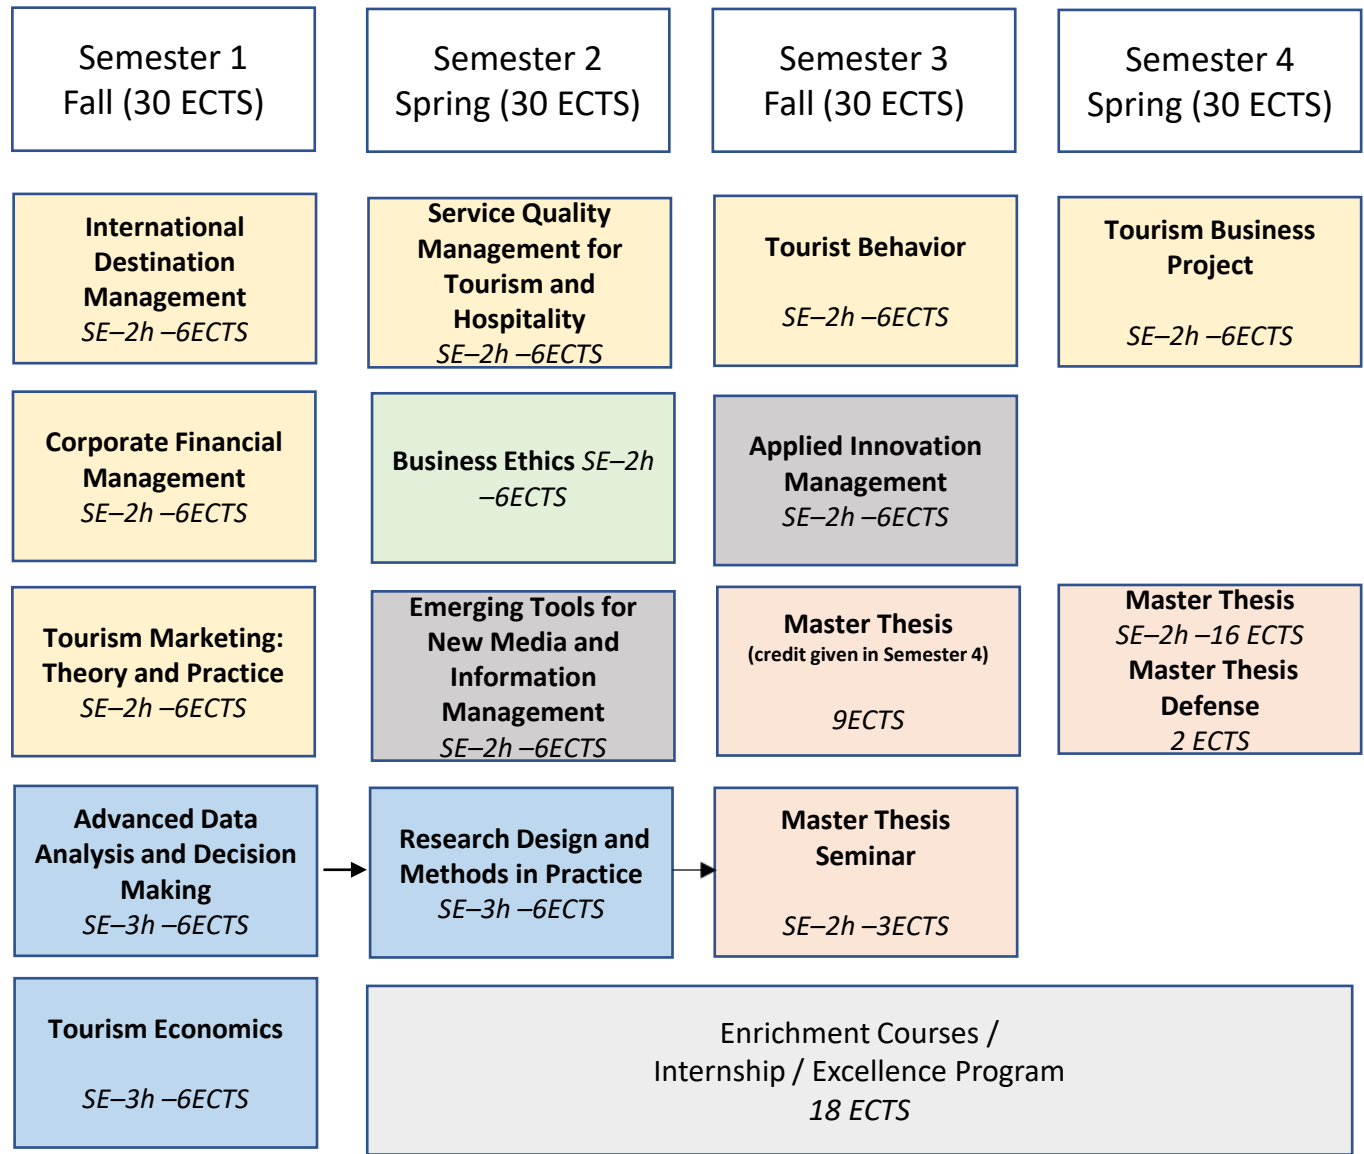 Semester 1
Fall (30 ECTS)
Semester 2
Spring (30 ECTS)
Semester 3
Fall (30 ECTS)
Semester 4
Spring (30 ECTS)
International
Destination
Management
SE–2h –6ECTS
Service Quality
Management for
Tourism and
Hospitality
SE–2h –6ECTS
Tourist Behavior
SE–2h –6ECTS
Tourism Business
Project
SE–2h –6ECTS
Corporate Financial
Management
SE–2h –6ECTS
Business Ethics SE–2h
–6ECTS
Applied Innovation
Management
SE–2h –6ECTS
Tourism Marketing:
Theory and Practice
SE–2h –6ECTS
Emerging Tools for
New Media and
Information
Management
SE–2h –6ECTS
Master Thesis
(credit given in Semester 4)
9ECTS
Master Thesis
SE–2h –16 ECTS
Master Thesis
Defense
2 ECTS
Advanced Data
Analysis and Decision
Making
SE–3h –6ECTS
Research Design and
Methods in Practice
SE–3h –6ECTS
Master Thesis
Seminar
SE–2h –3ECTS
Tourism Economics
SE–3h –6ECTS
Enrichment Courses /
Internship / Excellence Program
18 ECTS